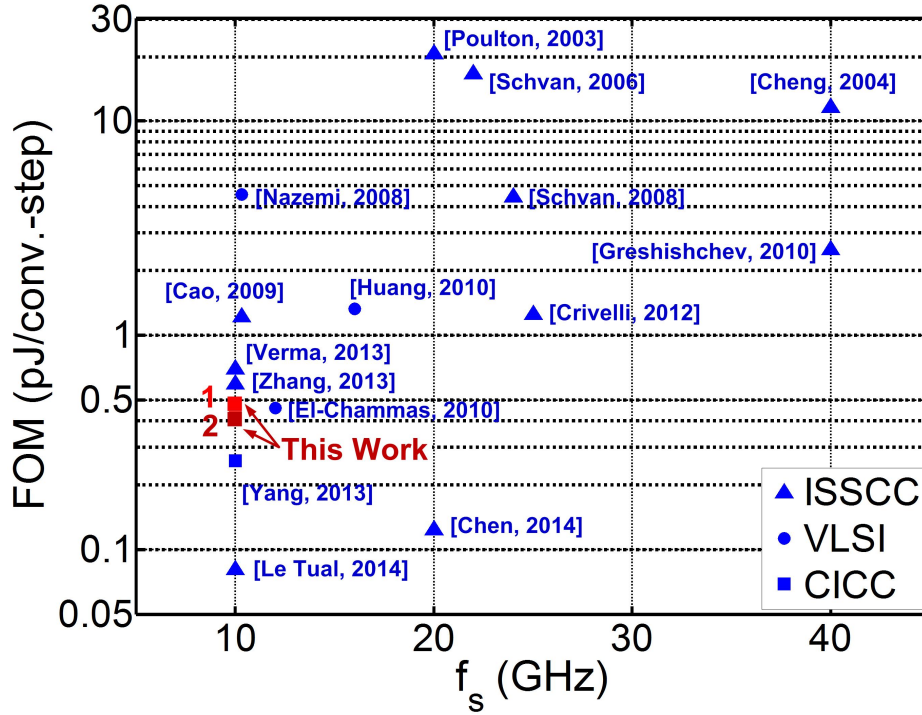 30
[Poulton, 2003]
[Schvan, 2006]
[Cheng, 2004]
10
[Nazemi, 2008]
[Schvan, 2008]
[Greshishchev, 2010]
[Cao, 2009]
[Huang, 2010]
[Crivelli, 2012]
1
[Verma, 2013]
[Zhang, 2013]
0.5
1
[El-Chammas, 2010]
2
This Work
[Yang, 2013]
[Chen, 2014]
0.1
[Le Tual, 2014]
0.05
ISSCC
VLSI
CICC
10 20 30 40
f_s (GHz)
FOM (pJ/conv.-step)